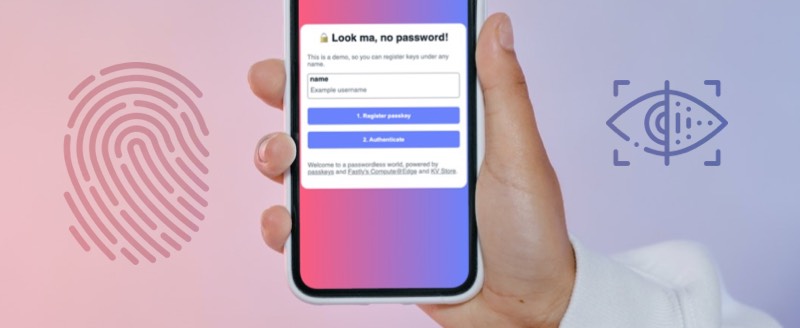 🔒 Look ma, no password!
This is a demo, so you can register keys under any
name.
name
Example username
1. Register passkey
2. Authenticate
Welcome to a passwordless world, powered by
passkeys and Fastly's Compute@Edge and KV Store.